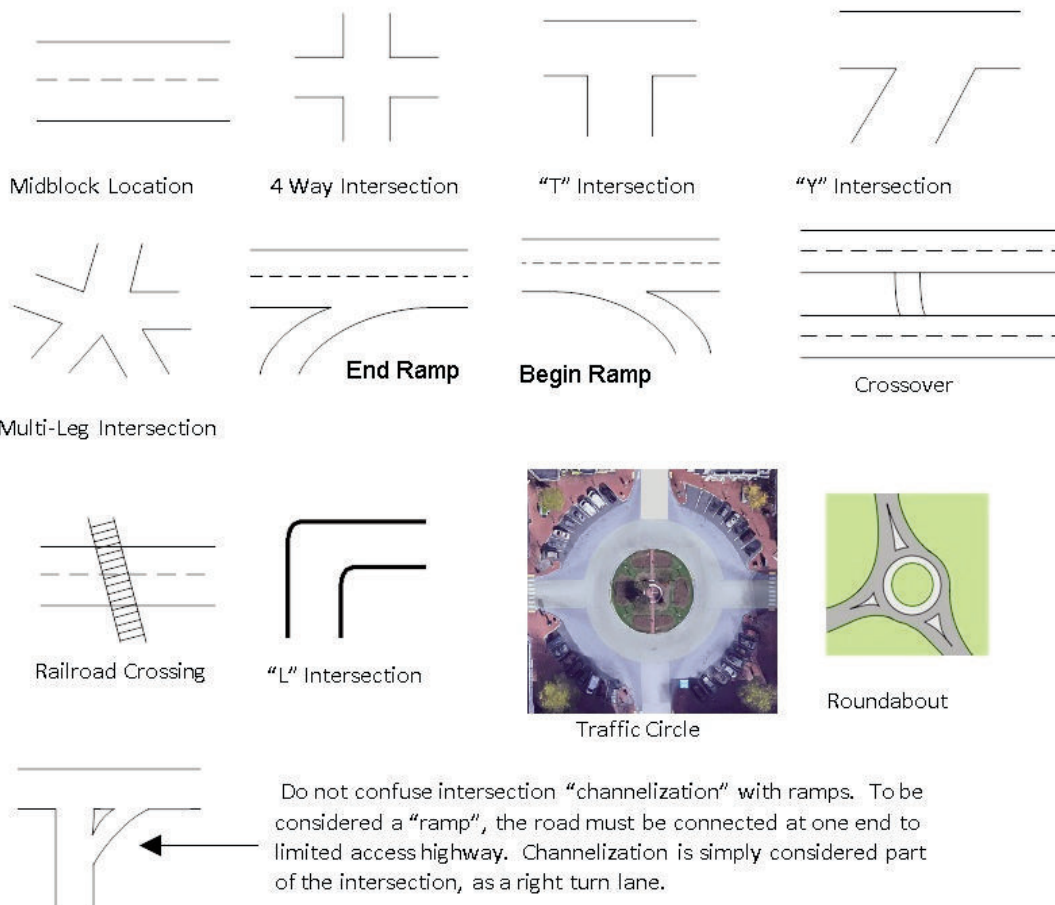 Midblock Location
4 Way Intersection
“T” Intersection
“Y” Intersection
End Ramp
Begin Ramp
Crossover
Multi-Leg Intersection
Railroad Crossing
“L” Intersection
Traffic Circle
Roundabout
Do not confuse intersection “channelization” with ramps. To be
considered a “ramp”, the road must be connected at one end to
limited access highway. Channelization is simply considered part
of the intersection, as a right turn lane.